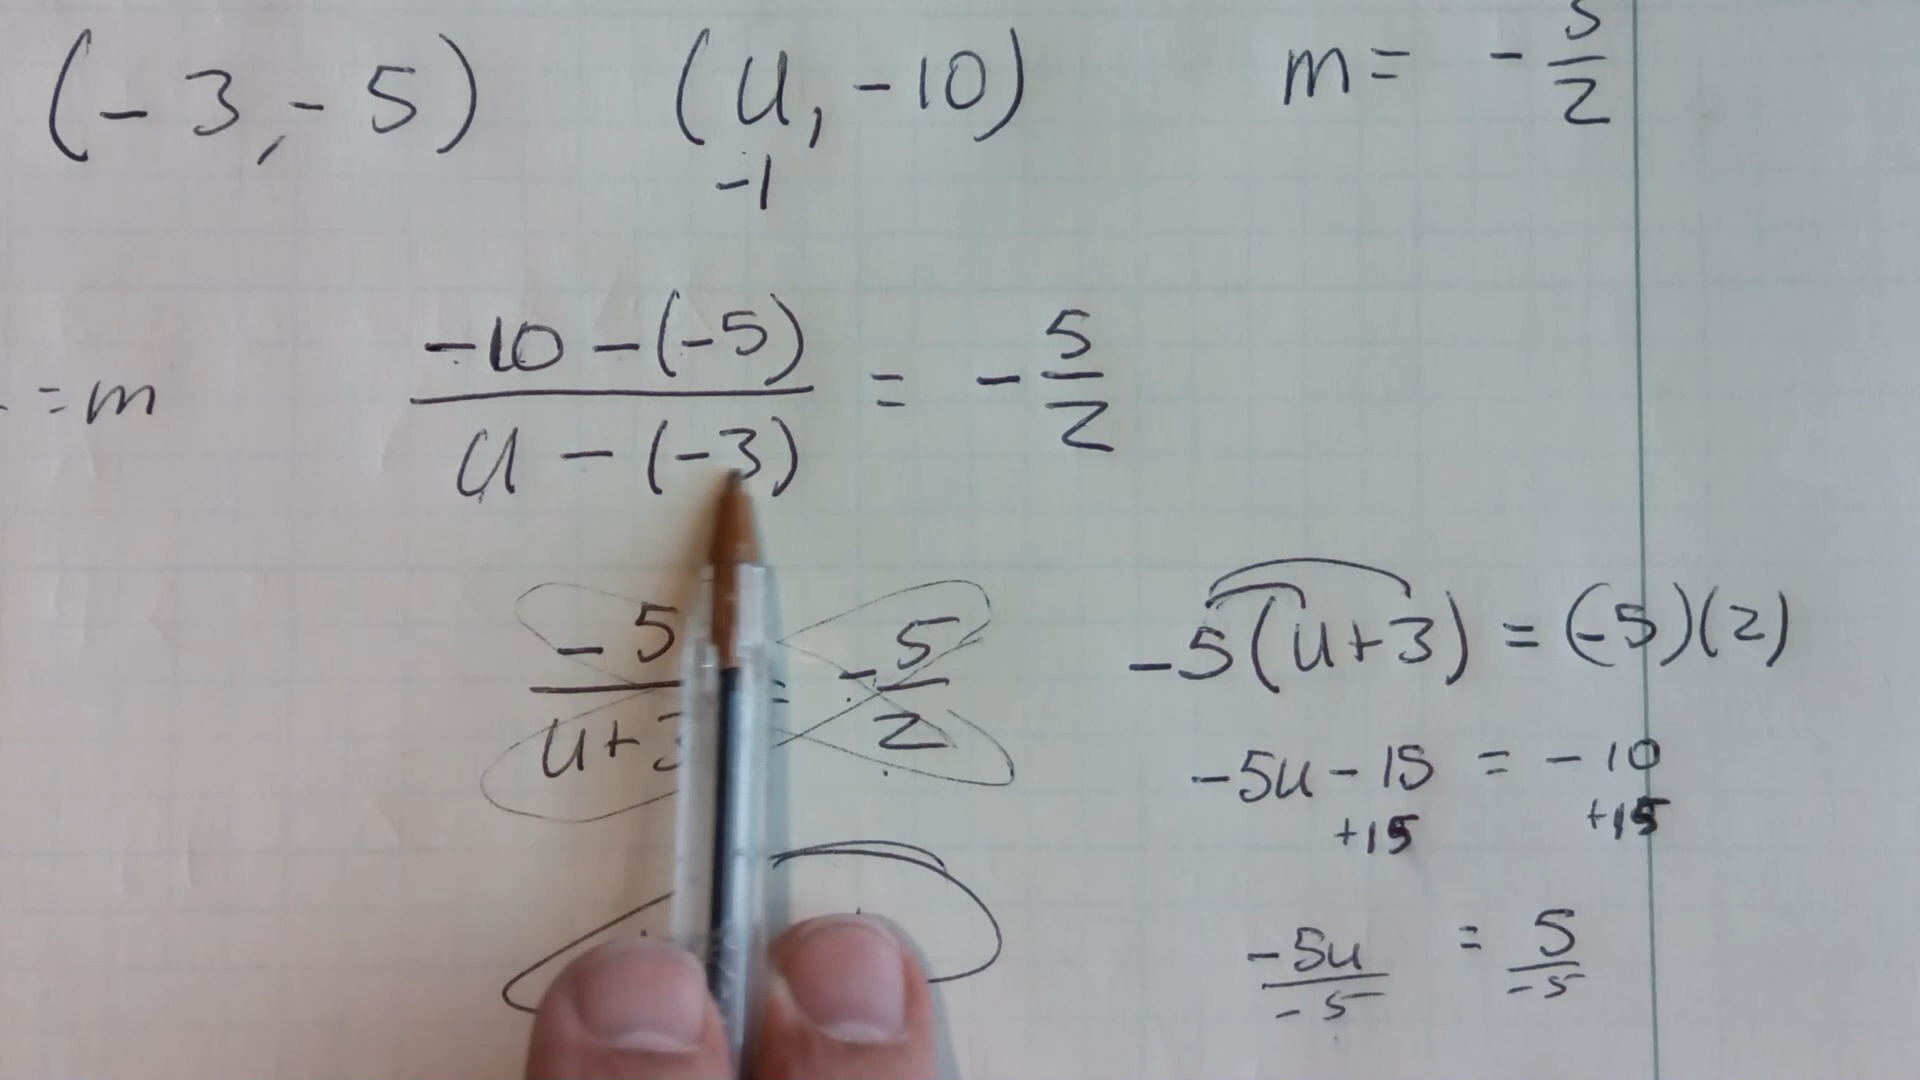 (-3,-5) (u,-10) m= -5/2
-1
=m (-10-(-5))/(u-(-3)) = -5/2
-5/(u+3) = -5/2
-5(u+3) = (-5)(2)
-5u-15 = -10
+15 +15
-5u/-5 = 5/-5